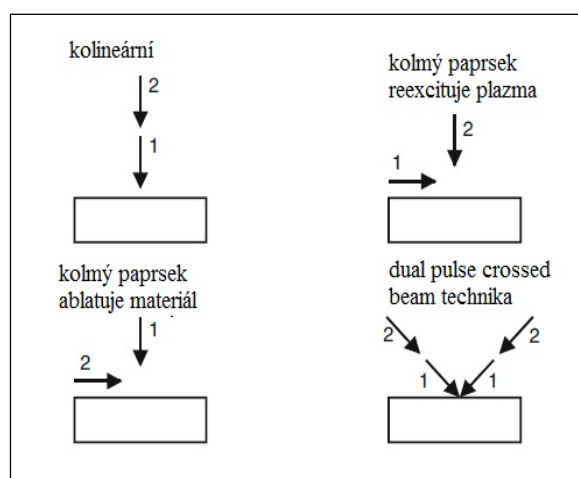 kolineární
2
1
kolmý paprsek
reexcituje plazma
2
1
kolmý paprsek
ablatuje materiál
1
2
dual pulse crossed
beam technika
2
2
1
1